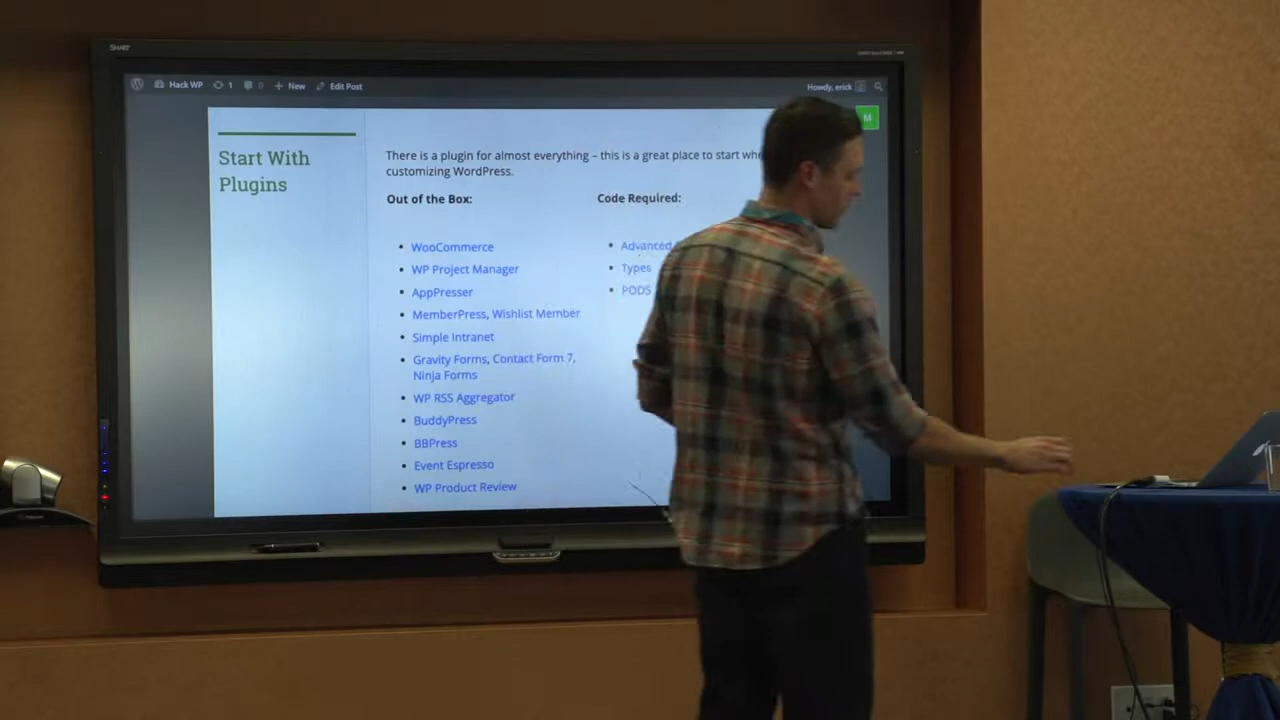 SMART
Hack WP 1 0 + New Edit Post Howdy, erick
M
Start With
Plugins
There is a plugin for almost everything – this is a great place to start
customizing WordPress.
Out of the Box: Code Required:
• WooCommerce
• WP Project Manager
• AppPresser
• MemberPress, Wishlist Member
• Simple Intranet
• Gravity Forms, Contact Form 7,
Ninja Forms
• WP RSS Aggregator
• BuddyPress
• BBPress
• Event Espresso
• WP Product Review
• Advanced
• Types
• PODS